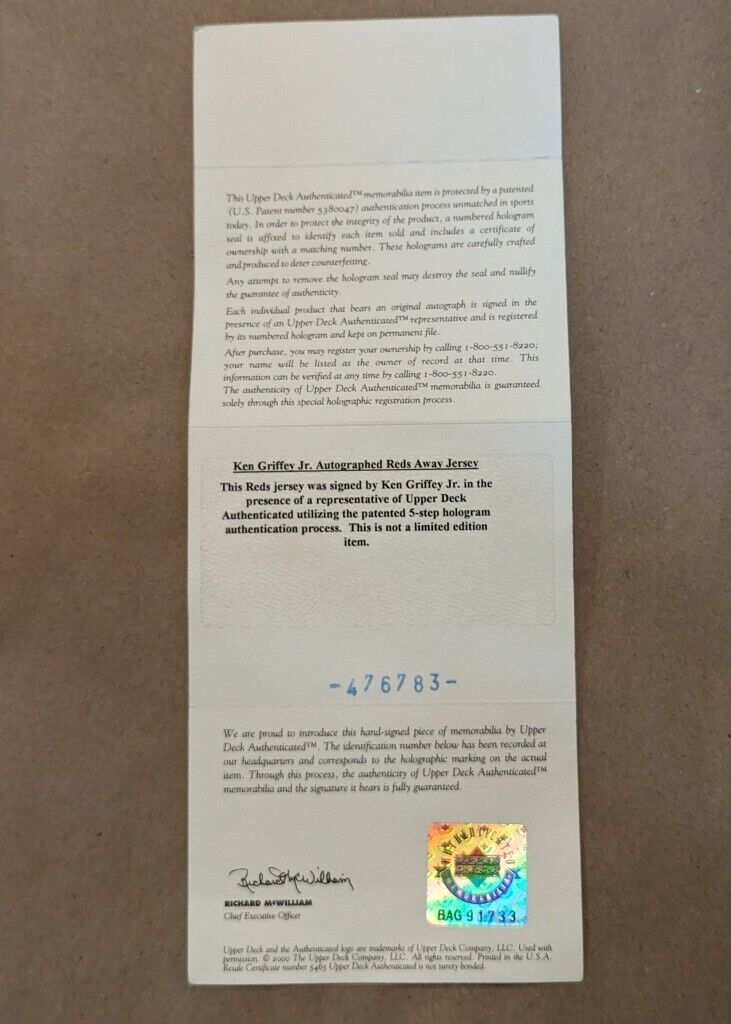 This Upper Deck Authenticated™ memorabilia item is protected by a patented
(U.S. Patent number 5380047) authentication process unmatched in sports
today. In order to protect the integrity of the product, a numbered hologram
seal is affixed to identify each item sold and includes a certificate of
ownership with a matching number. These holograms are carefully crafted
and produced to deter counterfeiting.
Any attempt to remove the hologram seal may destroy the seal and nullify
the guarantee of authenticity.
Each individual product that bears an original autograph is signed in the
presence of an Upper Deck Authenticated™ representative and is registered
by its numbered hologram and kept on permanent file.
After purchase, you may register your ownership by calling 1-800-551-8220;
your name will be listed as the owner of record at that time. This
information can be verified at any time by calling 1-800-551-8220.
The authenticity of Upper Deck Authenticated™ memorabilia is guaranteed
solely through this special holographic registration process.
Ken Griffey Jr. Autographed Reds Away Jersey
This Reds jersey was signed by Ken Griffey Jr. in the
presence of a representative of Upper Deck
Authenticated utilizing the patented 5-step hologram
authentication process. This is not a limited edition
item.
-476783-
We are proud to introduce this hand-signed piece of memorabilia by Upper
Deck Authenticated™. The identification number below has been recorded at
our headquarters and corresponds to the holographic marking on the actual
item. Through this process, the authenticity of Upper Deck Authenticated™
memorabilia and the signature it bears is fully guaranteed.
AUTHENTICATED
UPPER DECK
MEMORABILIA
BAG91733
Richard McWilliam
RICHARD McWILLIAM
Chief Executive Officer
Upper Deck and the Authenticated logo are trademarks of Upper Deck Company, LLC. Used with
permission. © 2000 The Upper Deck Company, LLC. All rights reserved. Printed in the U.S.A.
Resale Certificate number 5465 Upper Deck Authenticated is not surety bonded.